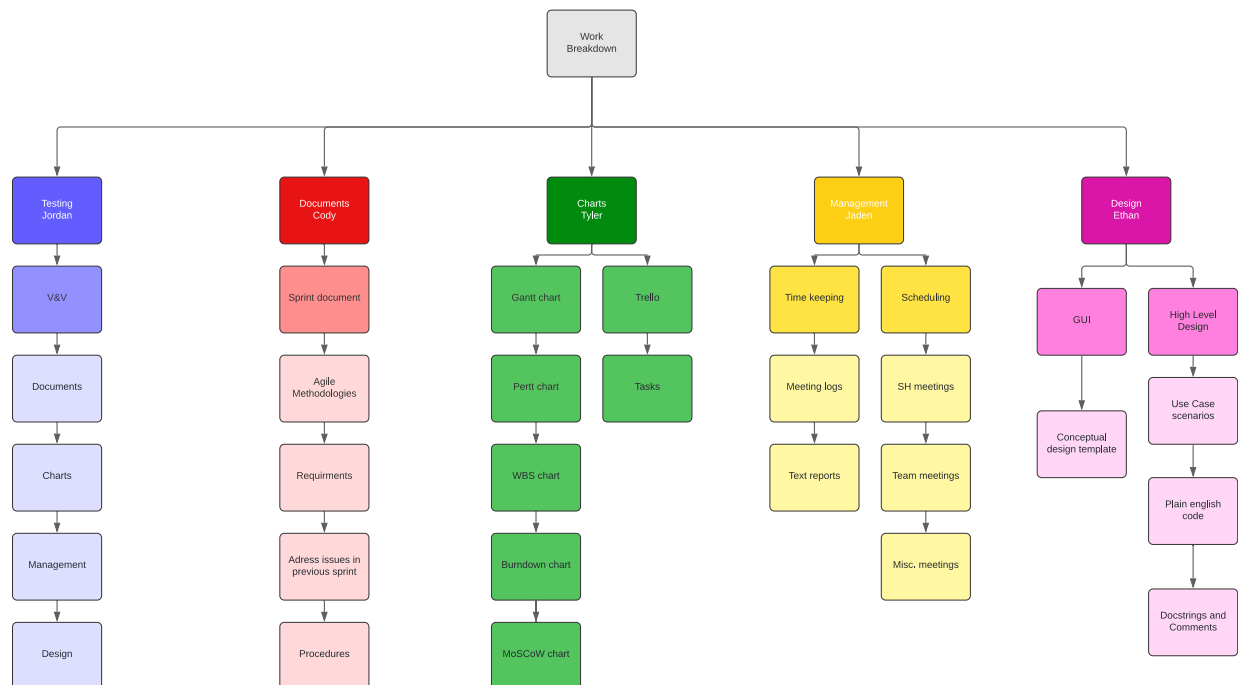 Work
Breakdown
Testing
Jordan
Documents
Cody
Charts
Tyler
Management
Jaden
Design
Ethan
V&V
Documents
Charts
Management
Design
Sprint document
Agile
Methodologies
Requirments
Adress issues in
previous sprint
Procedures
Gantt chart
Pertt chart
WBS chart
Burndown chart
MoSCoW chart
Trello
Tasks
Time keeping
Meeting logs
Text reports
Scheduling
SH meetings
Team meetings
Misc. meetings
GUI
Conceptual
design template
High Level
Design
Use Case
scenarios
Plain english
code
Docstrings and
Comments